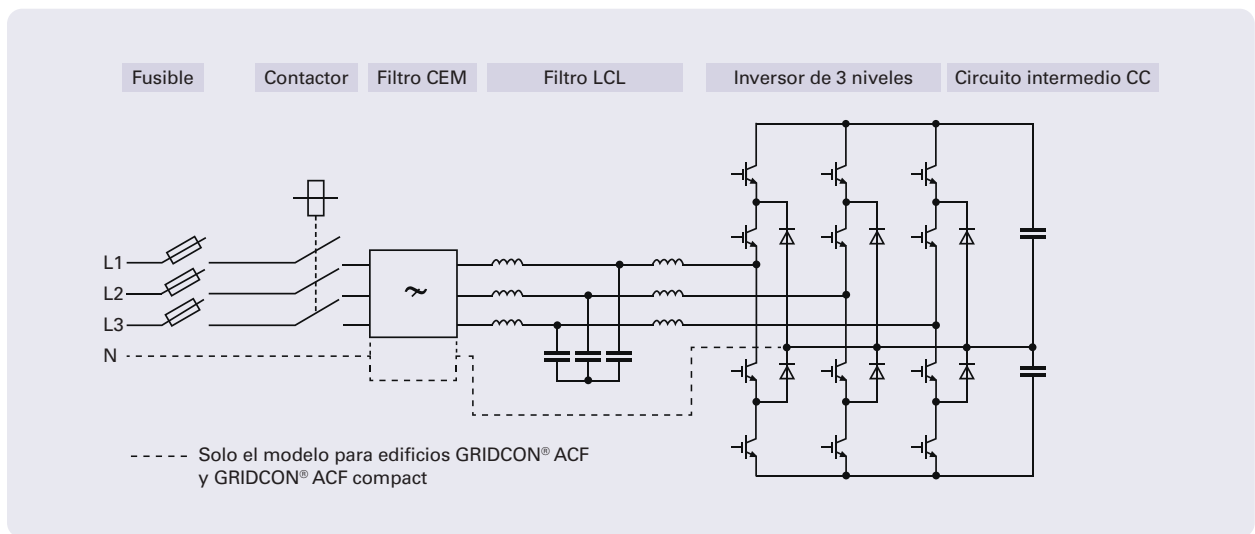 Fusible
Contactor
Filtro CEM
Filtro LCL
Inversor de 3 niveles
Circuito intermedio CC
L1
L2
L3
N
~
Solo el modelo para edificios GRIDCON® ACF
y GRIDCON® ACF compact